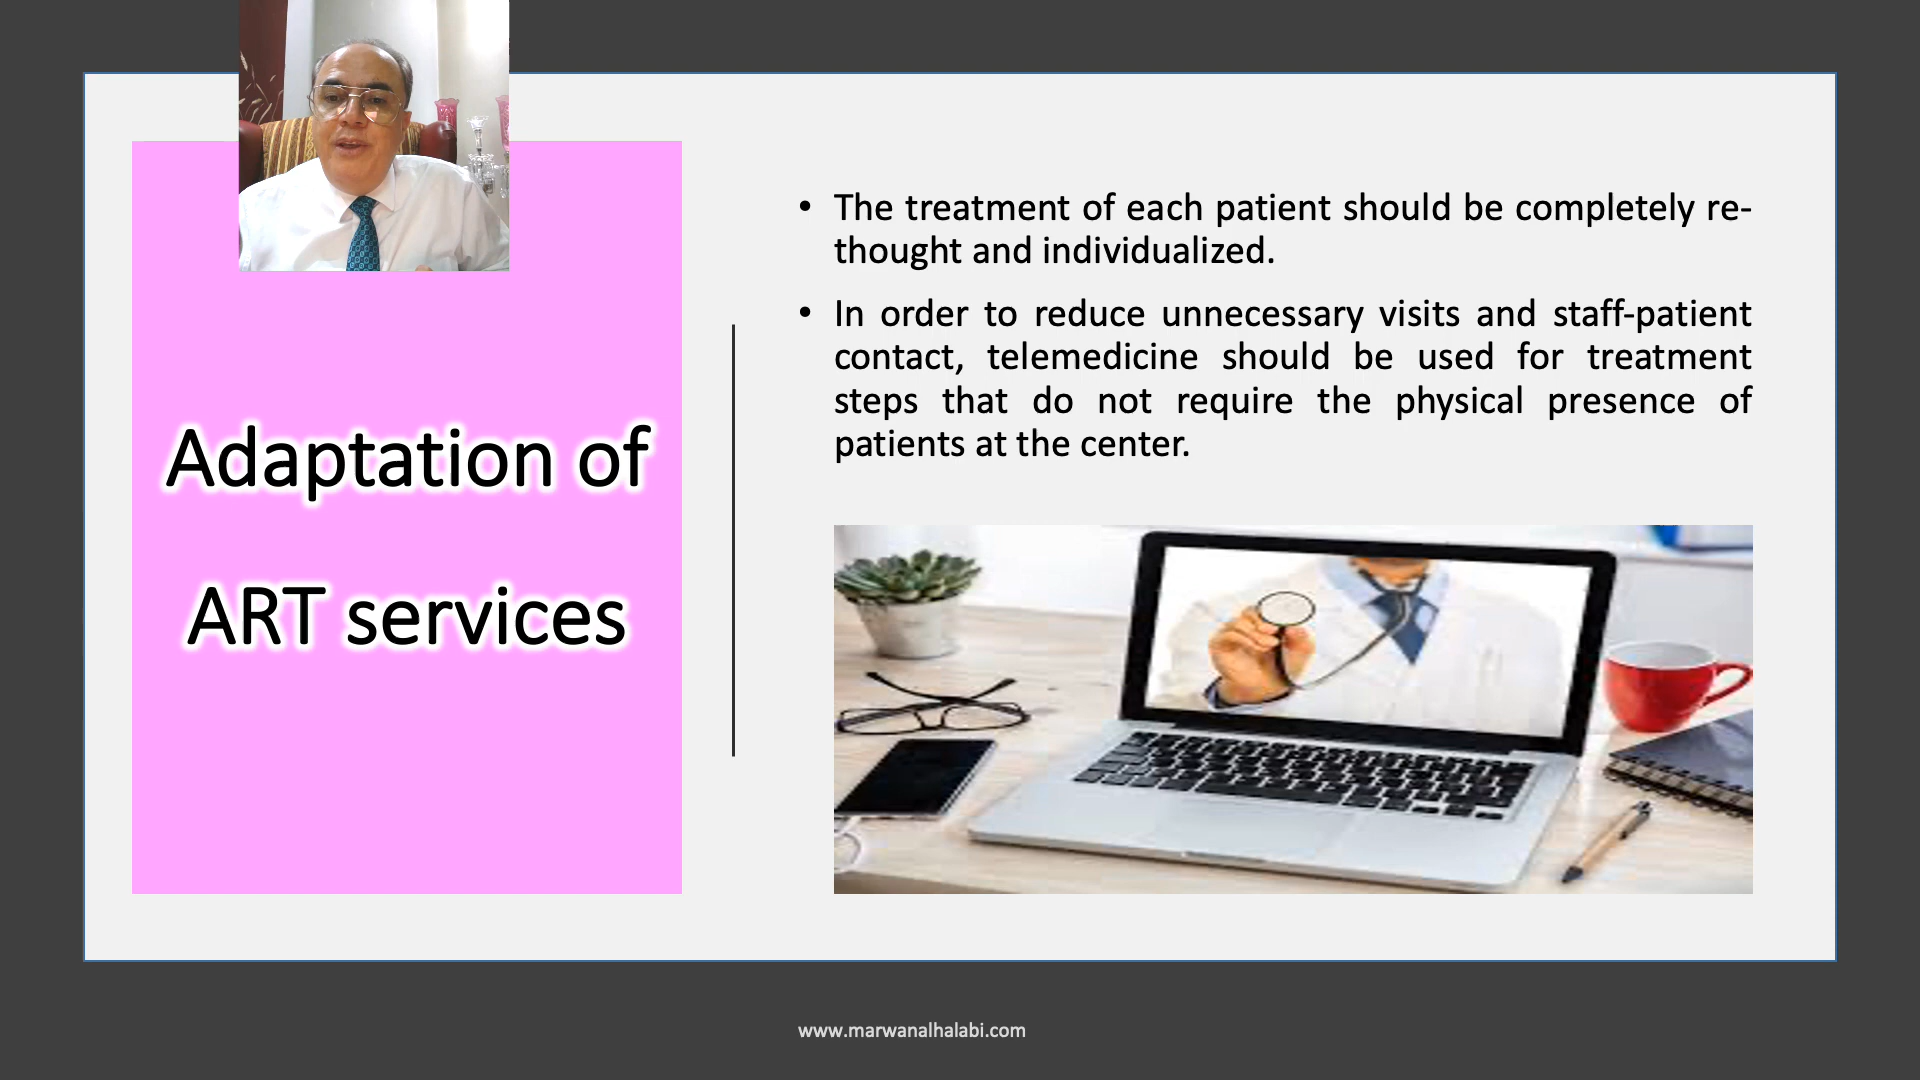 Adaptation of
ART services
• The treatment of each patient should be completely re-
thought and individualized.
• In order to reduce unnecessary visits and staff-patient
contact, telemedicine should be used for treatment
steps that do not require the physical presence of
patients at the center.
www.marwanalhalabi.com